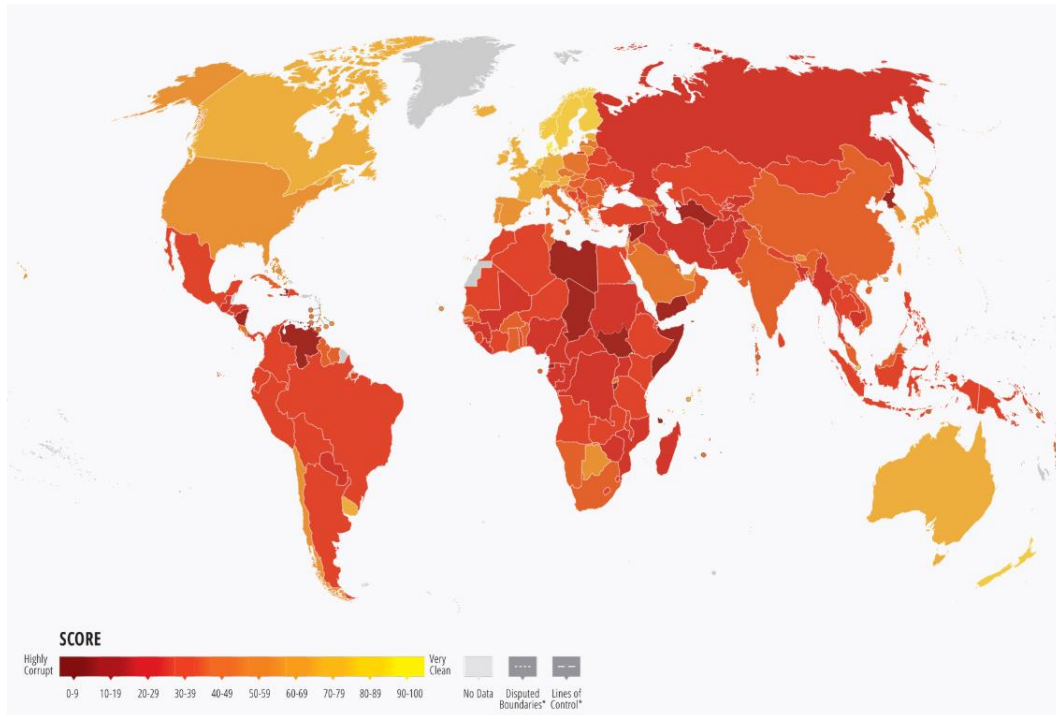 SCORE
Highly
Corrupt
Very
Clean
0-9
10-19
20-29
30-39
40-49
50-59
60-69
70-79
80-89
90-100
No Data
Disputed
Boundaries*
Lines of
Control*